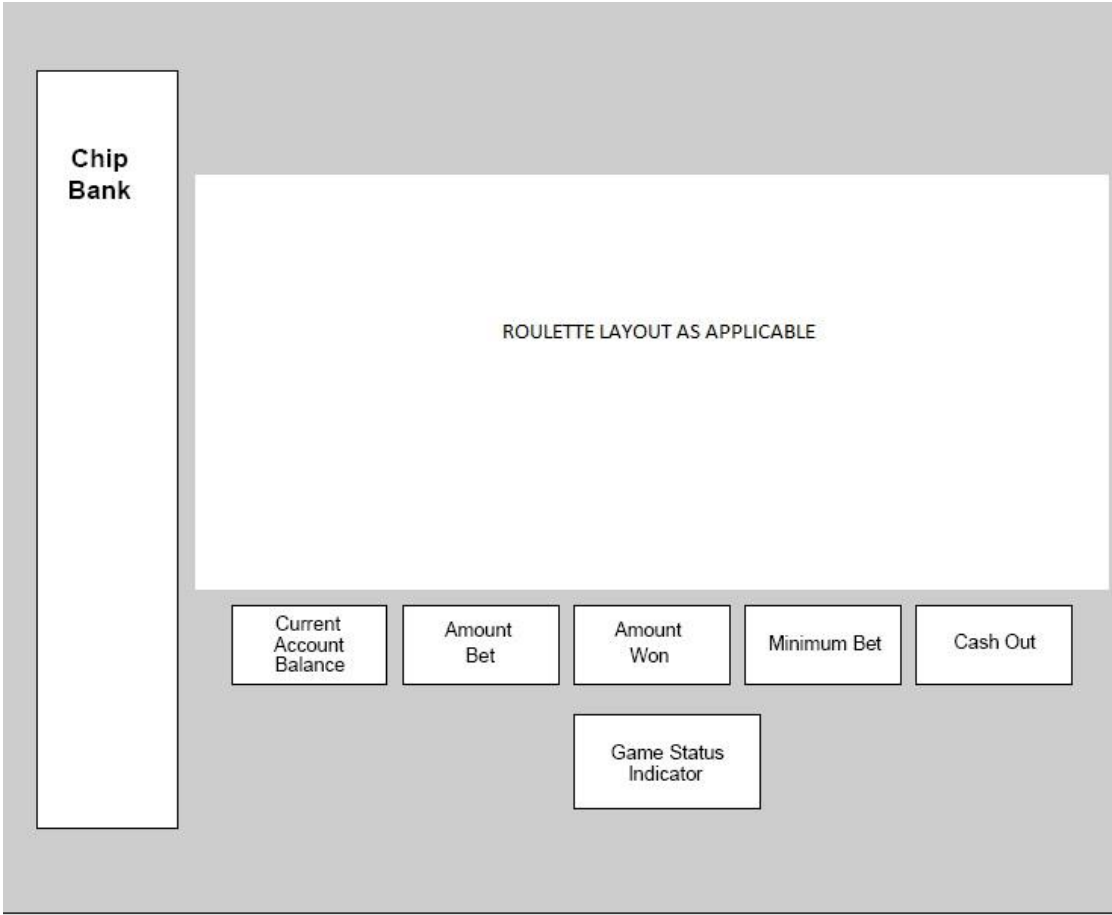 Chip
Bank
ROULETTE LAYOUT AS APPLICABLE
Current
Account
Balance
Amount
Bet
Amount
Won
Minimum Bet
Cash Out
Game Status
Indicator